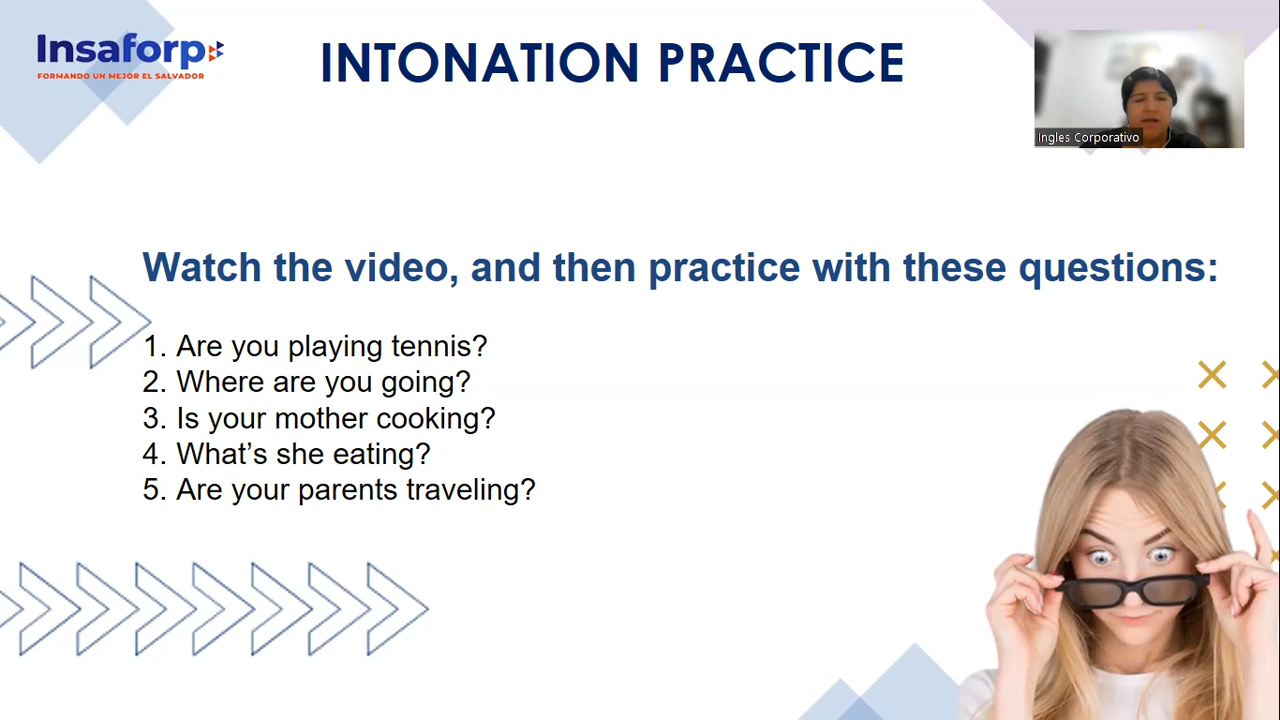 Insaforp
FORMANDO UN MEJOR EL SALVADOR
INTONATION PRACTICE
Ingles Corporativo
Watch the video, and then practice with these questions:
1. Are you playing tennis?
2. Where are you going?
3. Is your mother cooking?
4. What’s she eating?
5. Are your parents traveling?